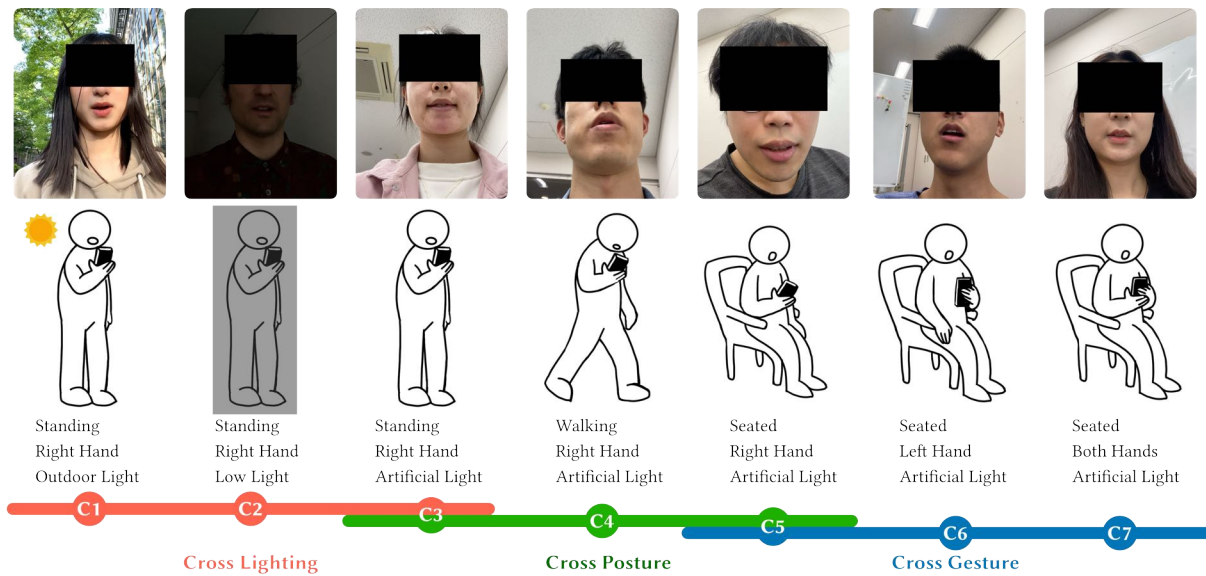 Standing
Right Hand
Outdoor Light
Standing
Right Hand
Low Light
Standing
Right Hand
Artificial Light
Walking
Right Hand
Artificial Light
Seated
Right Hand
Artificial Light
Seated
Left Hand
Artificial Light
Seated
Both Hands
Artificial Light
C1
C2
C3
C4
C5
C6
C7
Cross Lighting
Cross Posture
Cross Gesture